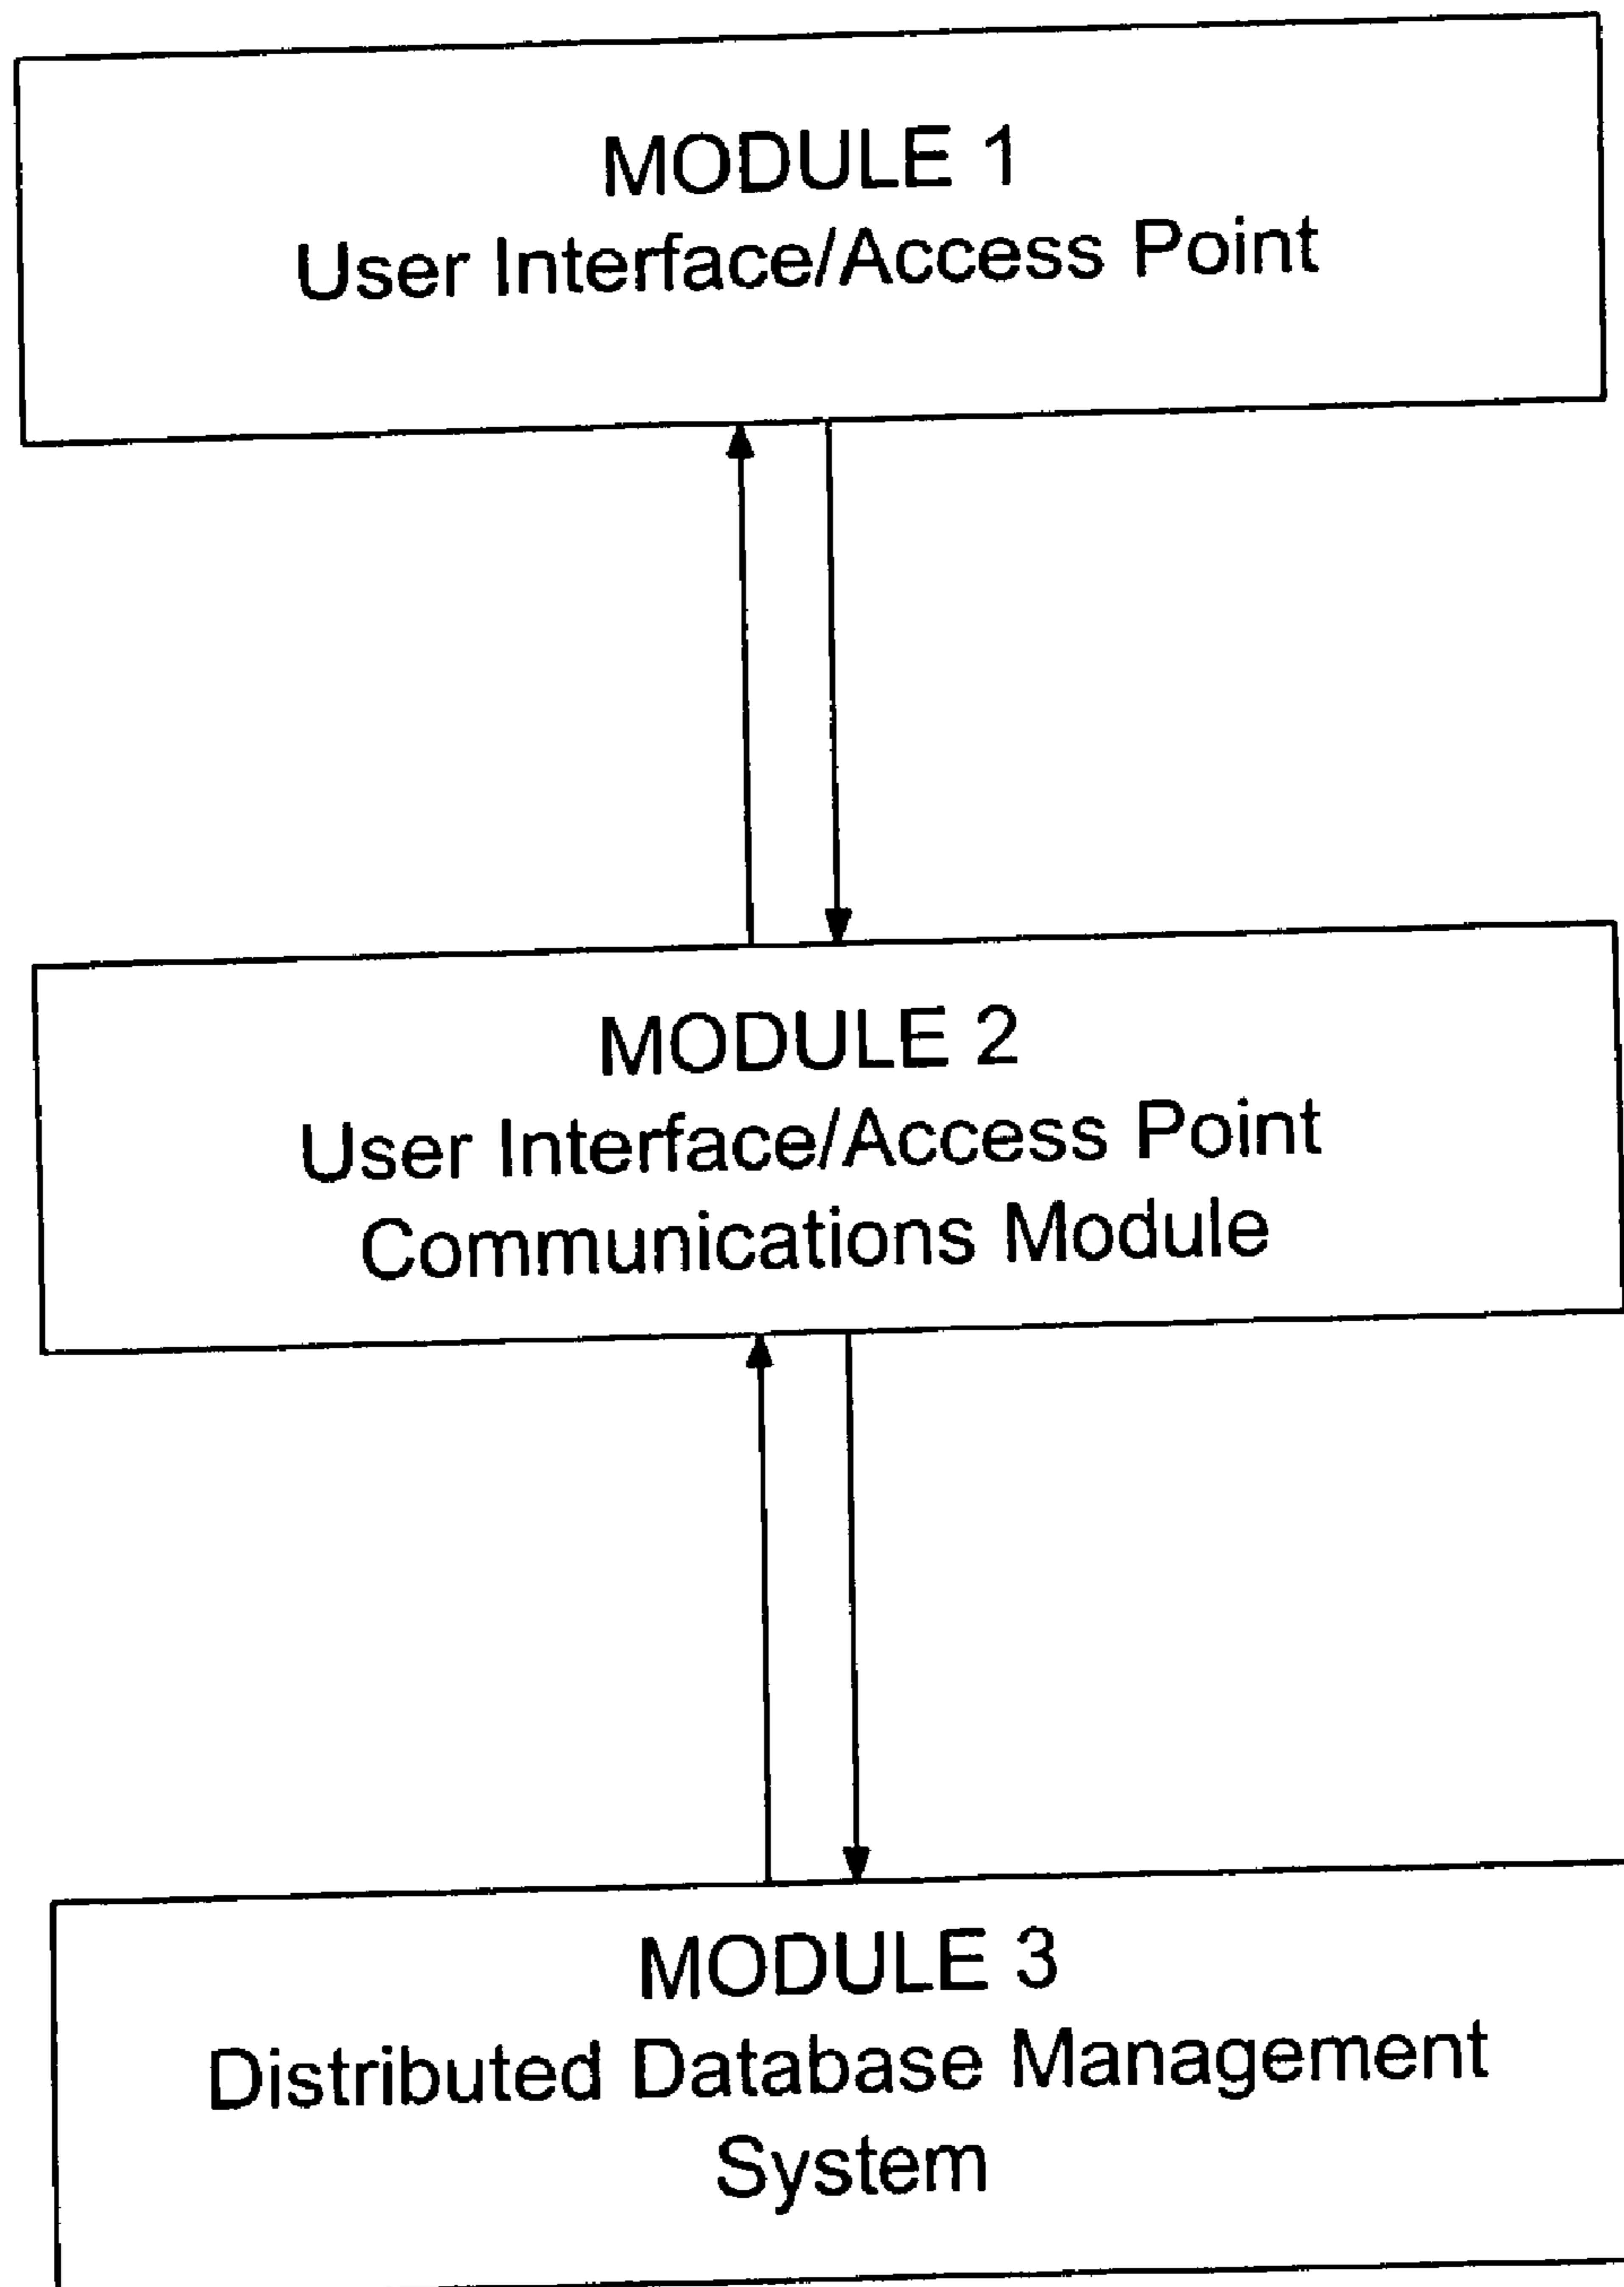 MODULE 1
User Interface/Access Point
MODULE 2
User Interface/Access Point
Communications Module
MODULE 3
Distributed Database Management
System